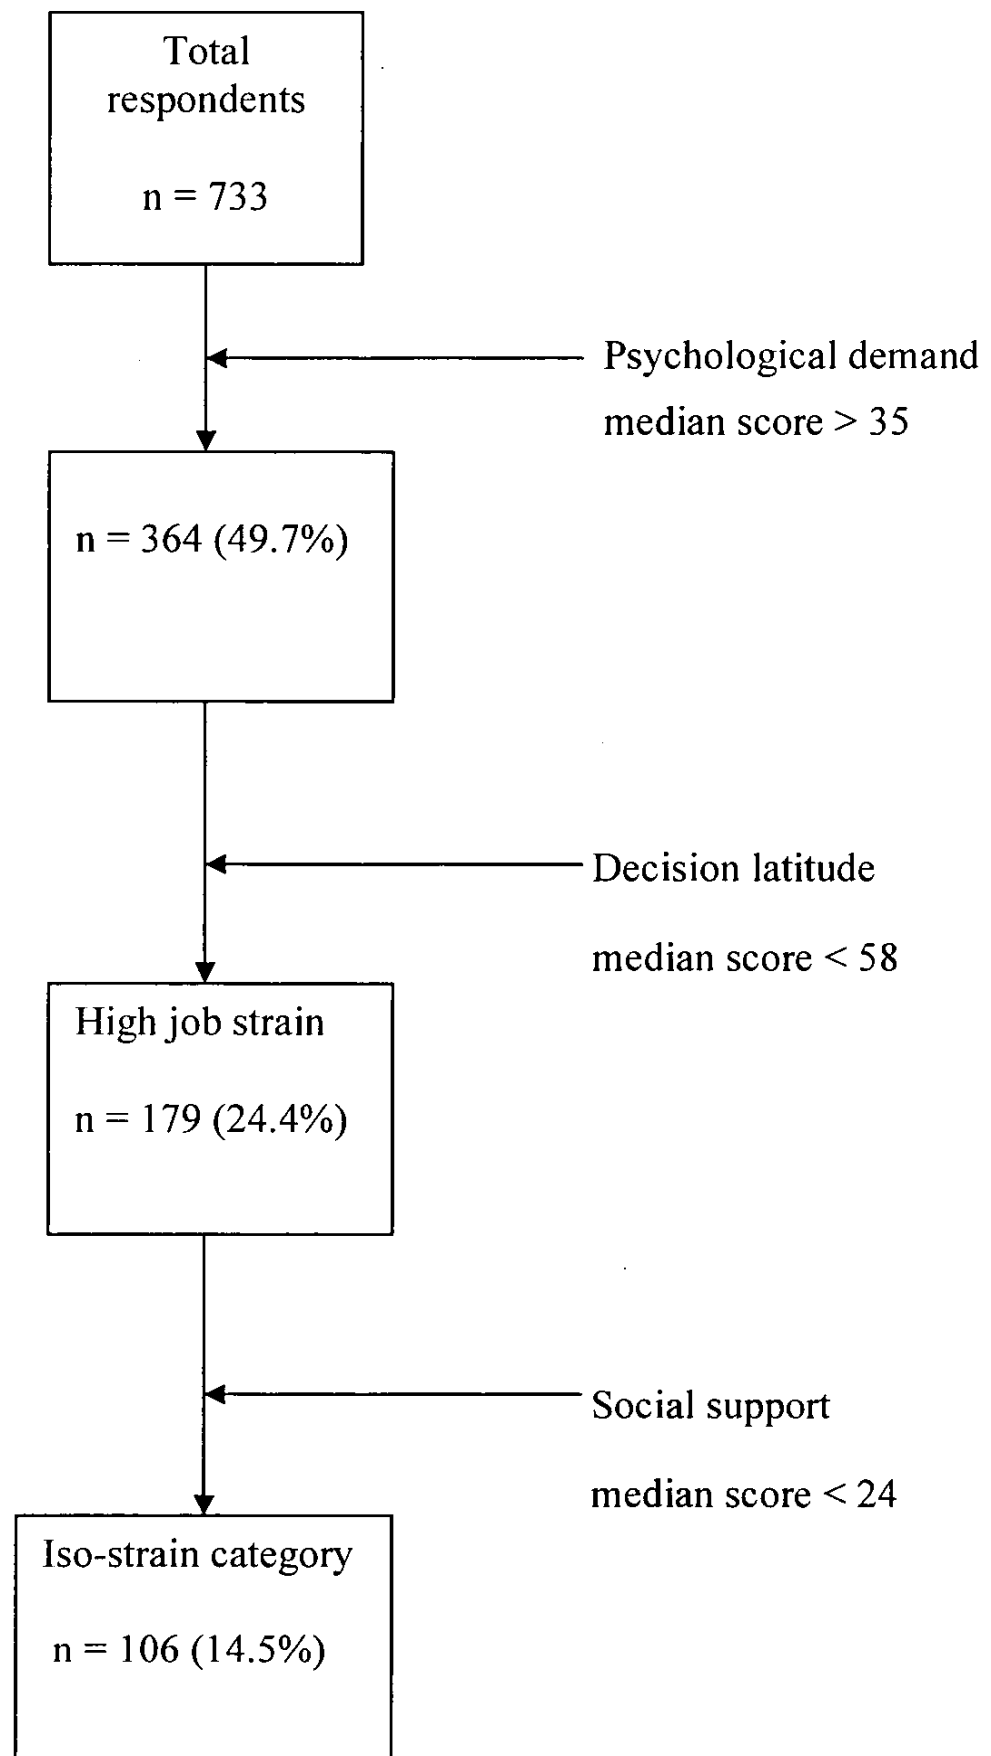 Total
respondents
n = 733
Psychological demand
median score > 35
n = 364 (49.7%)
Decision latitude
median score < 58
High job strain
n = 179 (24.4%)
Social support
median score < 24
Iso-strain category
n = 106 (14.5%)